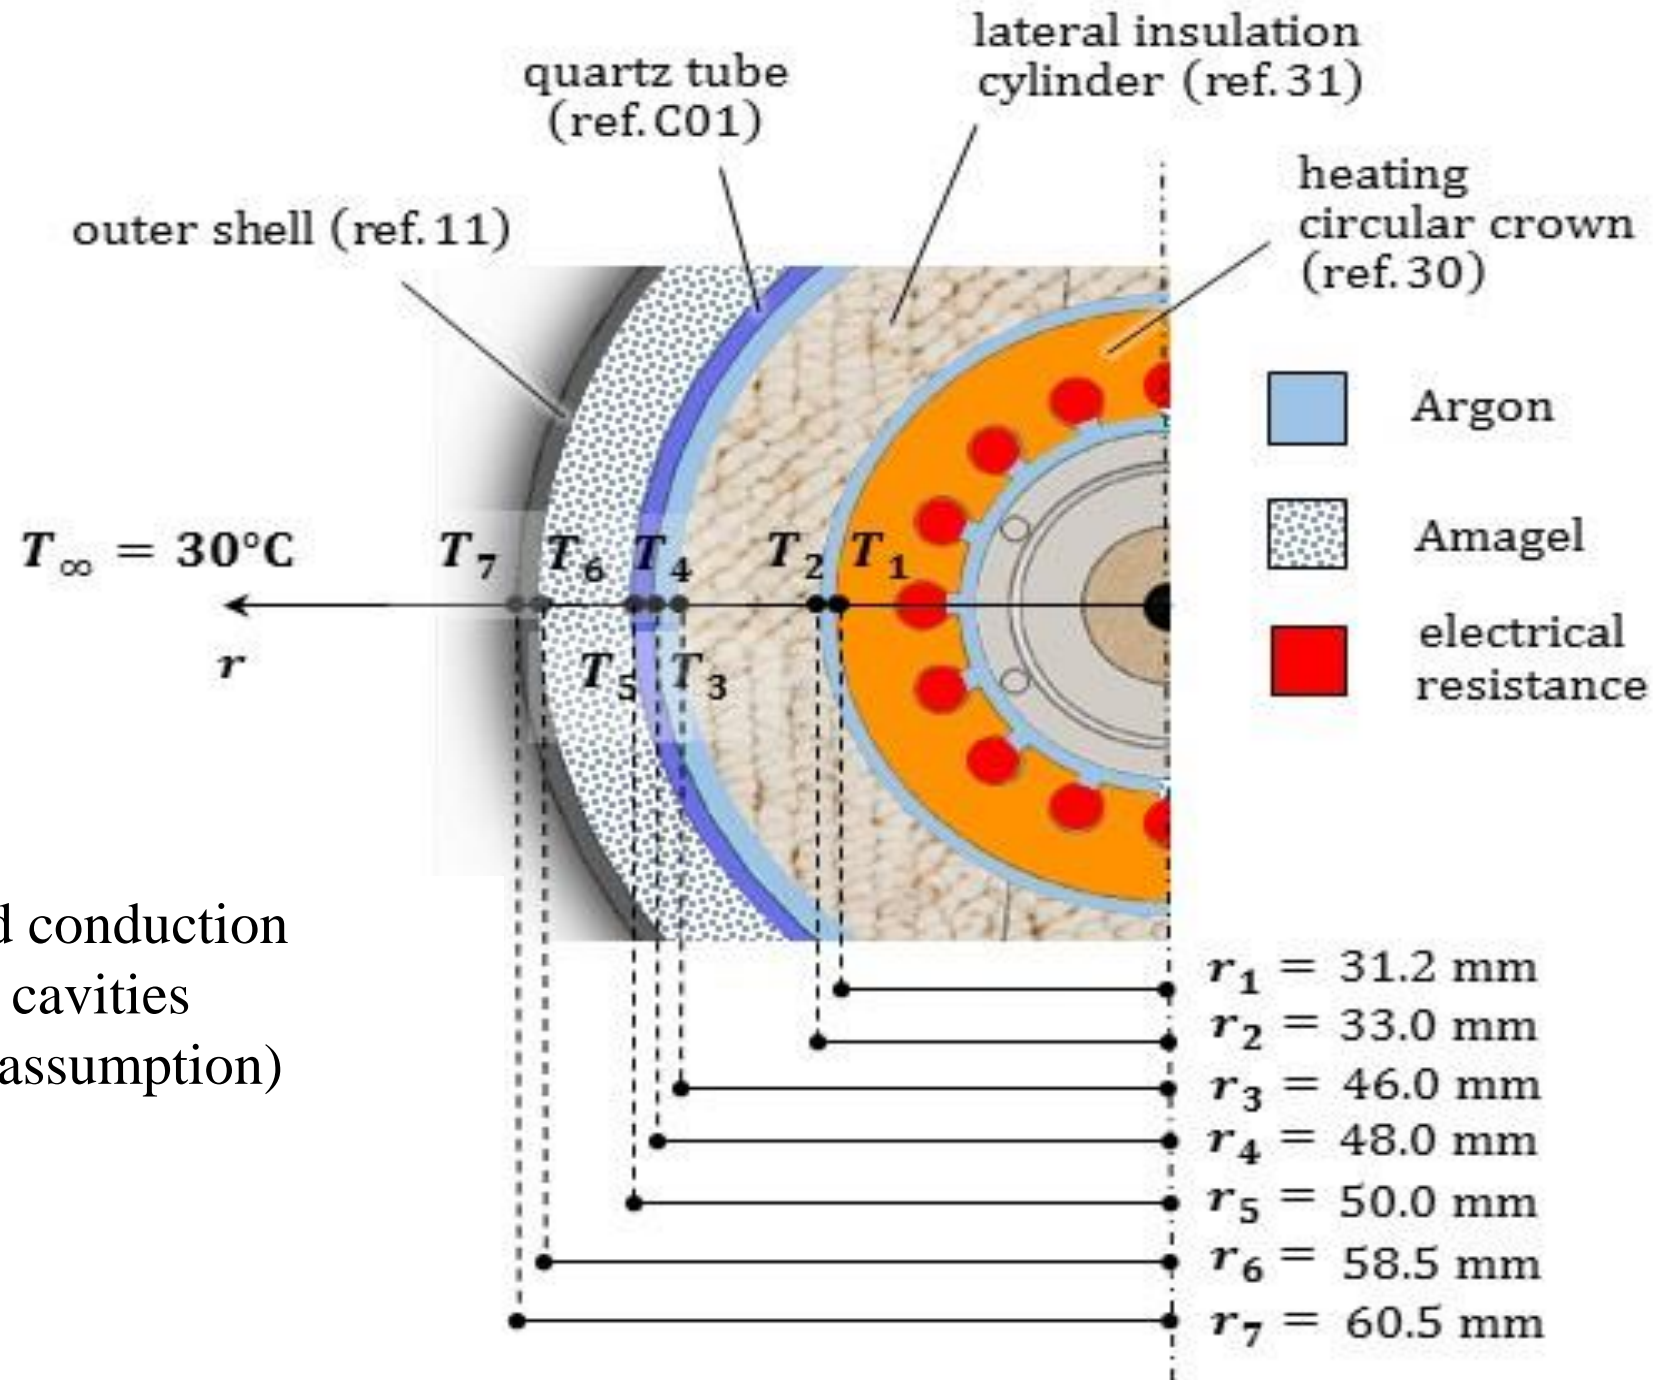 lateral insulation
cylinder (ref. 31)
quartz tube
(ref. C01)
heating
circular crown
(ref. 30)
outer shell (ref. 11)
Argon
Amagel
electrical
resistance
T∞ = 30°C
T7 T6 T4 T2 T1
r
T5 T3
d conduction
cavities
assumption)
r1 = 31.2 mm
r2 = 33.0 mm
r3 = 46.0 mm
r4 = 48.0 mm
r5 = 50.0 mm
r6 = 58.5 mm
r7 = 60.5 mm